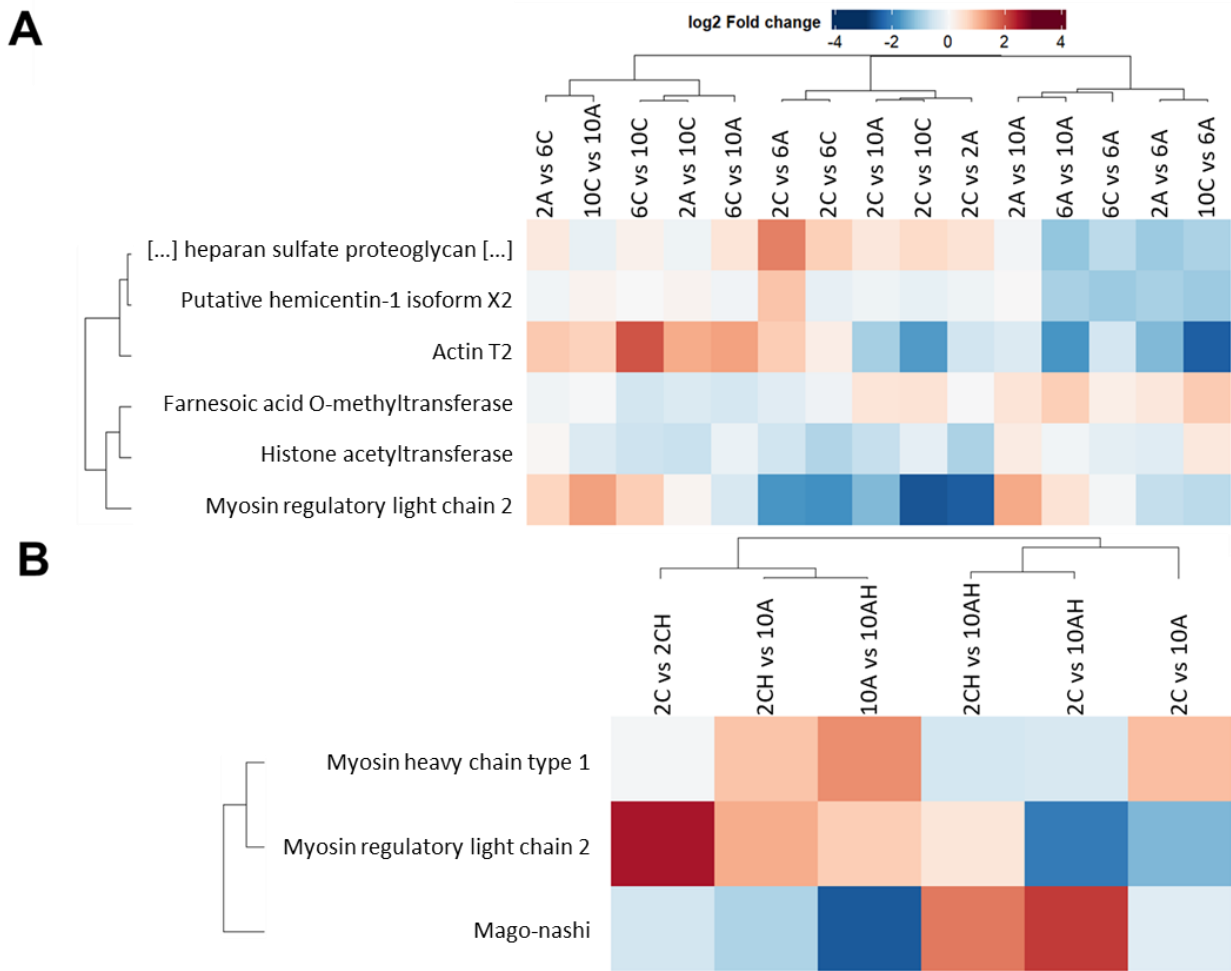 A
log2 Fold change
-4 -2 0 2 4
2A vs 6C
10C vs 10A
6C vs 10C
2A vs 10C
6C vs 10A
2C vs 6A
2C vs 6C
2C vs 10A
2C vs 10C
2C vs 2A
2A vs 10A
6A vs 10A
6C vs 6A
2A vs 6A
10C vs 6A
[...] heparan sulfate proteoglycan [...]
Putative hemicentin-1 isoform X2
Actin T2
Farnesoic acid O-methyltransferase
Histone acetyltransferase
Myosin regulatory light chain 2
B
2C vs 2CH
2CH vs 10A
10A vs 10AH
2CH vs 10AH
2C vs 10AH
2C vs 10A
Myosin heavy chain type 1
Myosin regulatory light chain 2
Mago-nashi